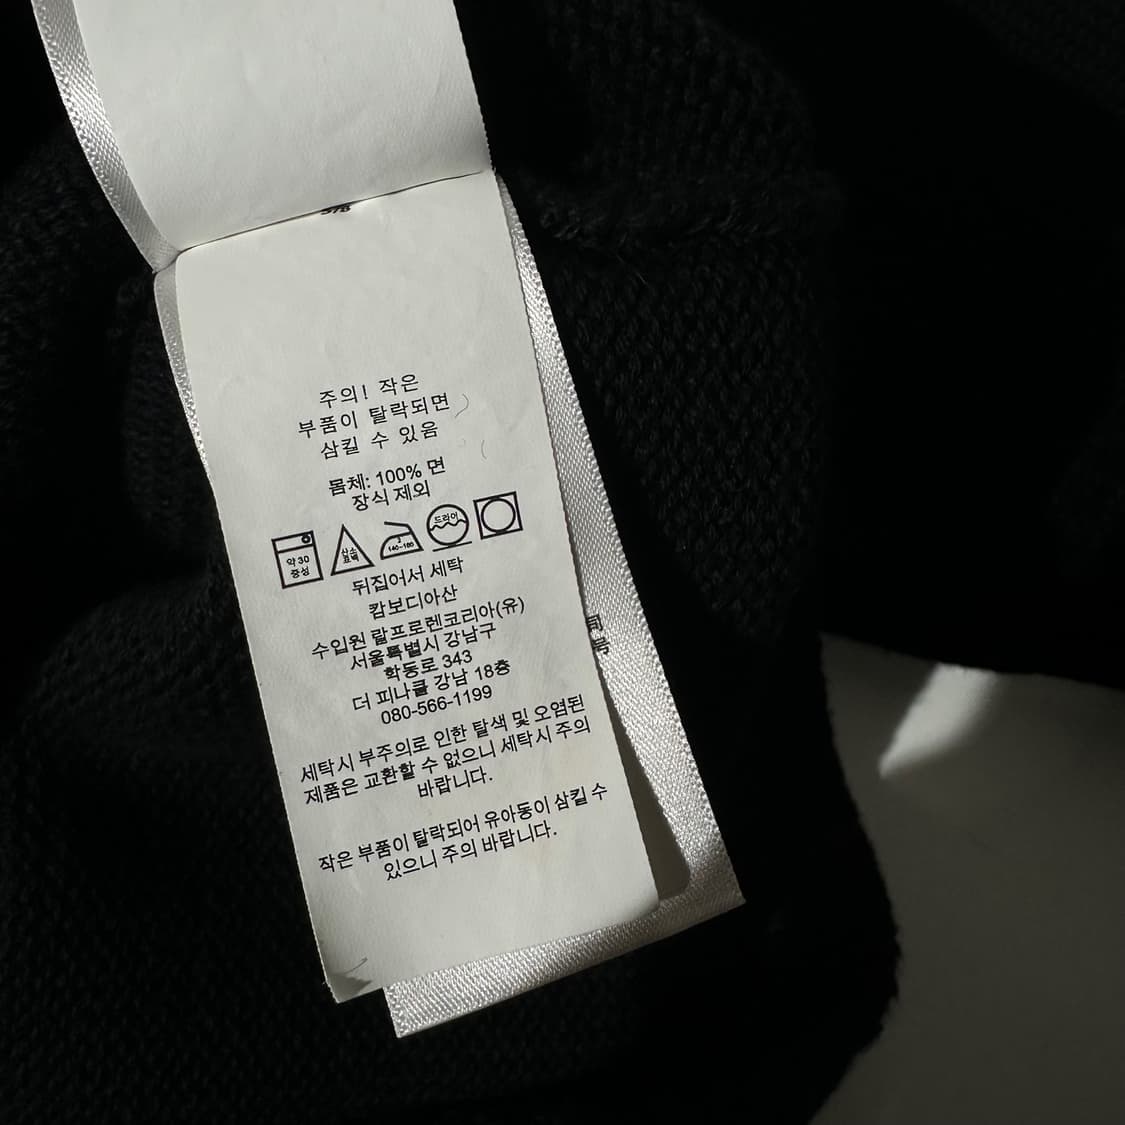 주의! 작은
부품이 탈락되면
삼킬 수 있음
몸체: 100% 면
장식 제외
약 30
중성
산소
표백
3
140~160
드라이
뒤집어서 세탁
캄보디아산
수입원 랄프로렌코리아(유)
서울특별시 강남구
학동로 343
더 피나클 강남 18층
080-566-1199
세탁시 부주의로 인한 탈색 및 오염된
제품은 교환할 수 없으니 세탁시 주의
바랍니다.
작은 부품이 탈락되어 유아동이 삼킬 수
있으니 주의 바랍니다.